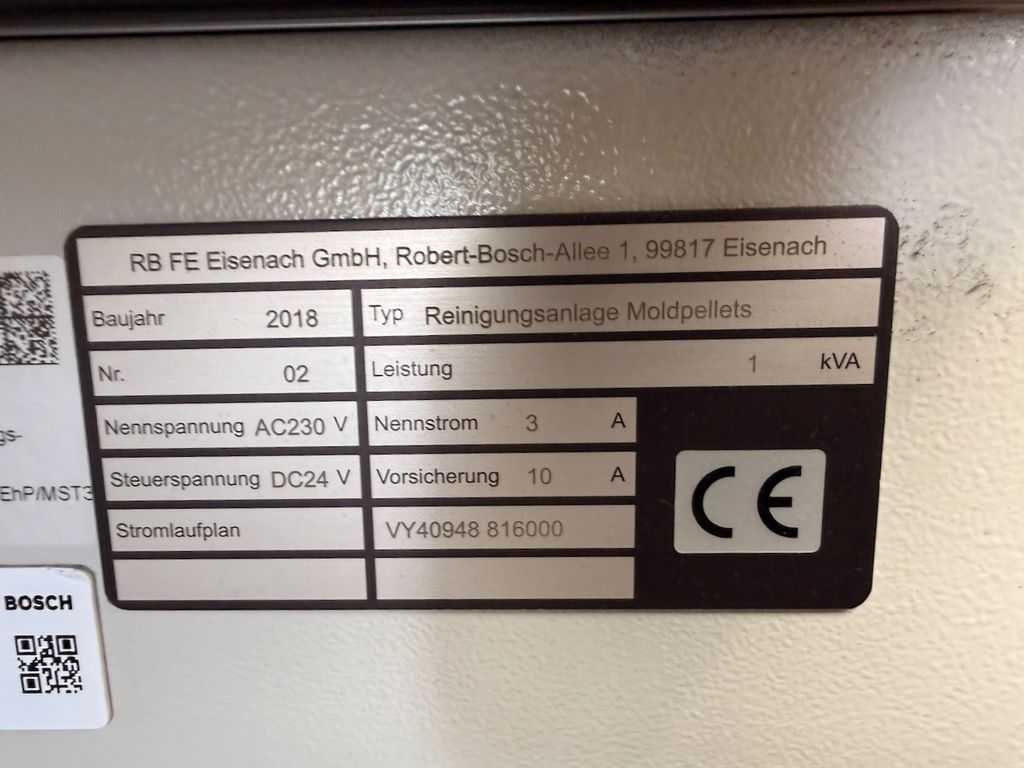 RB FE Eisenach GmbH, Robert-Bosch-Allee 1, 99817 Eisenach
Baujahr 2018 Typ Reinigungsanlage Moldpellets
Nr. 02 Leistung 1 kVA
Nennspannung AC230 V Nennstrom 3 A
Steuerspannung DC24 V Vorsicherung 10 A
Stromlaufplan VY40948 816000
CE
EhP/MST3
BOSCH